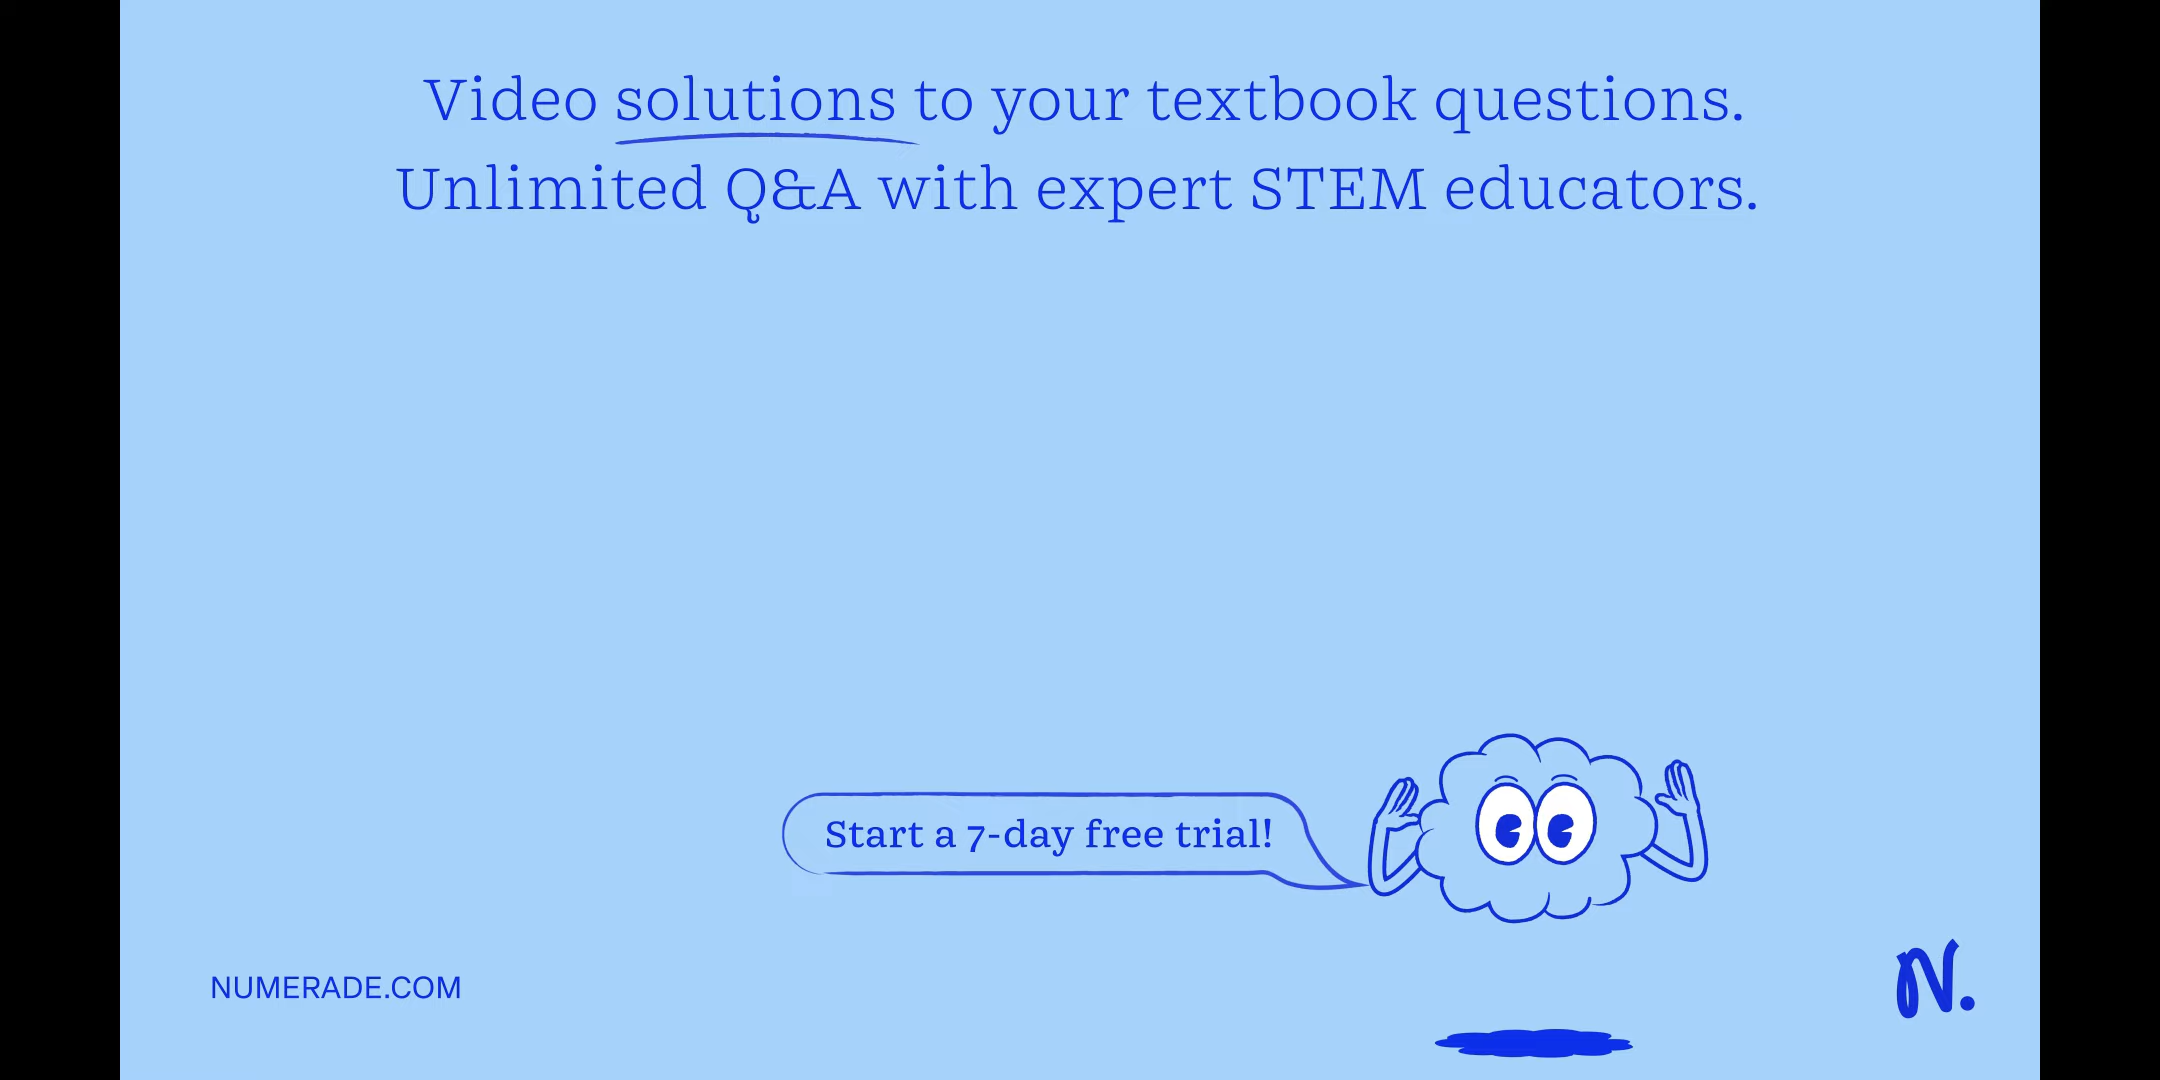 Video solutions to your textbook questions.
Unlimited Q&A with expert STEM educators.
Start a 7-day free trial!
NUMERADE.COM
N.